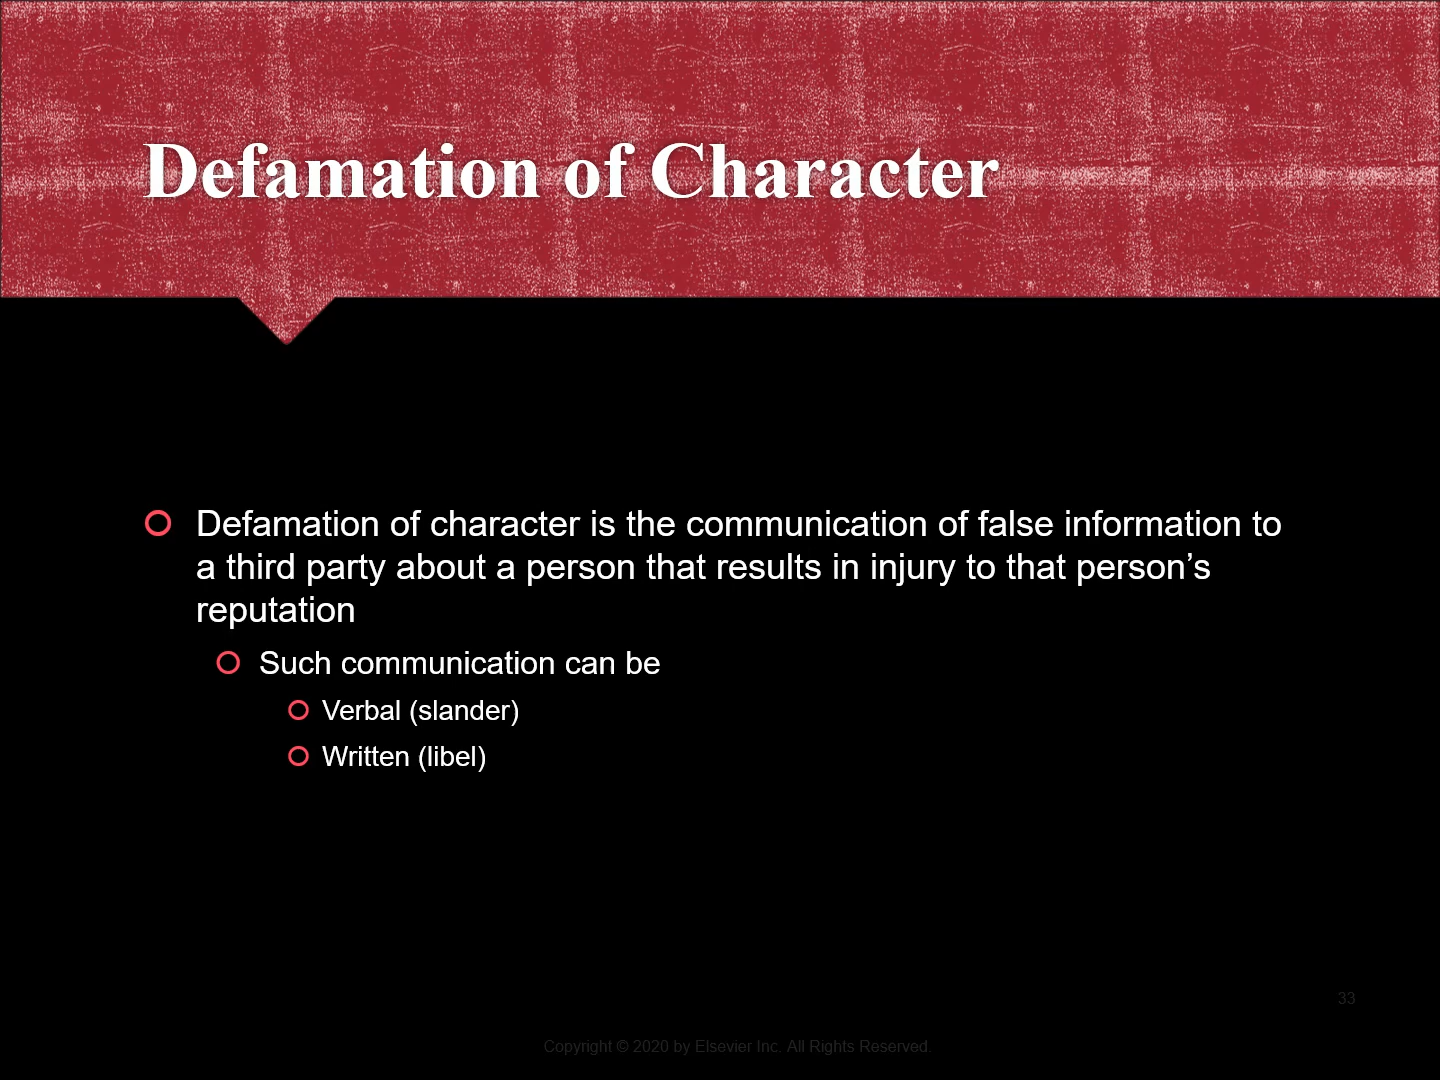 Defamation of Character
Defamation of character is the communication of false information to
a third party about a person that results in injury to that person’s
reputation
Such communication can be
Verbal (slander)
Written (libel)
33
Copyright © 2020 by Elsevier Inc. All Rights Reserved.